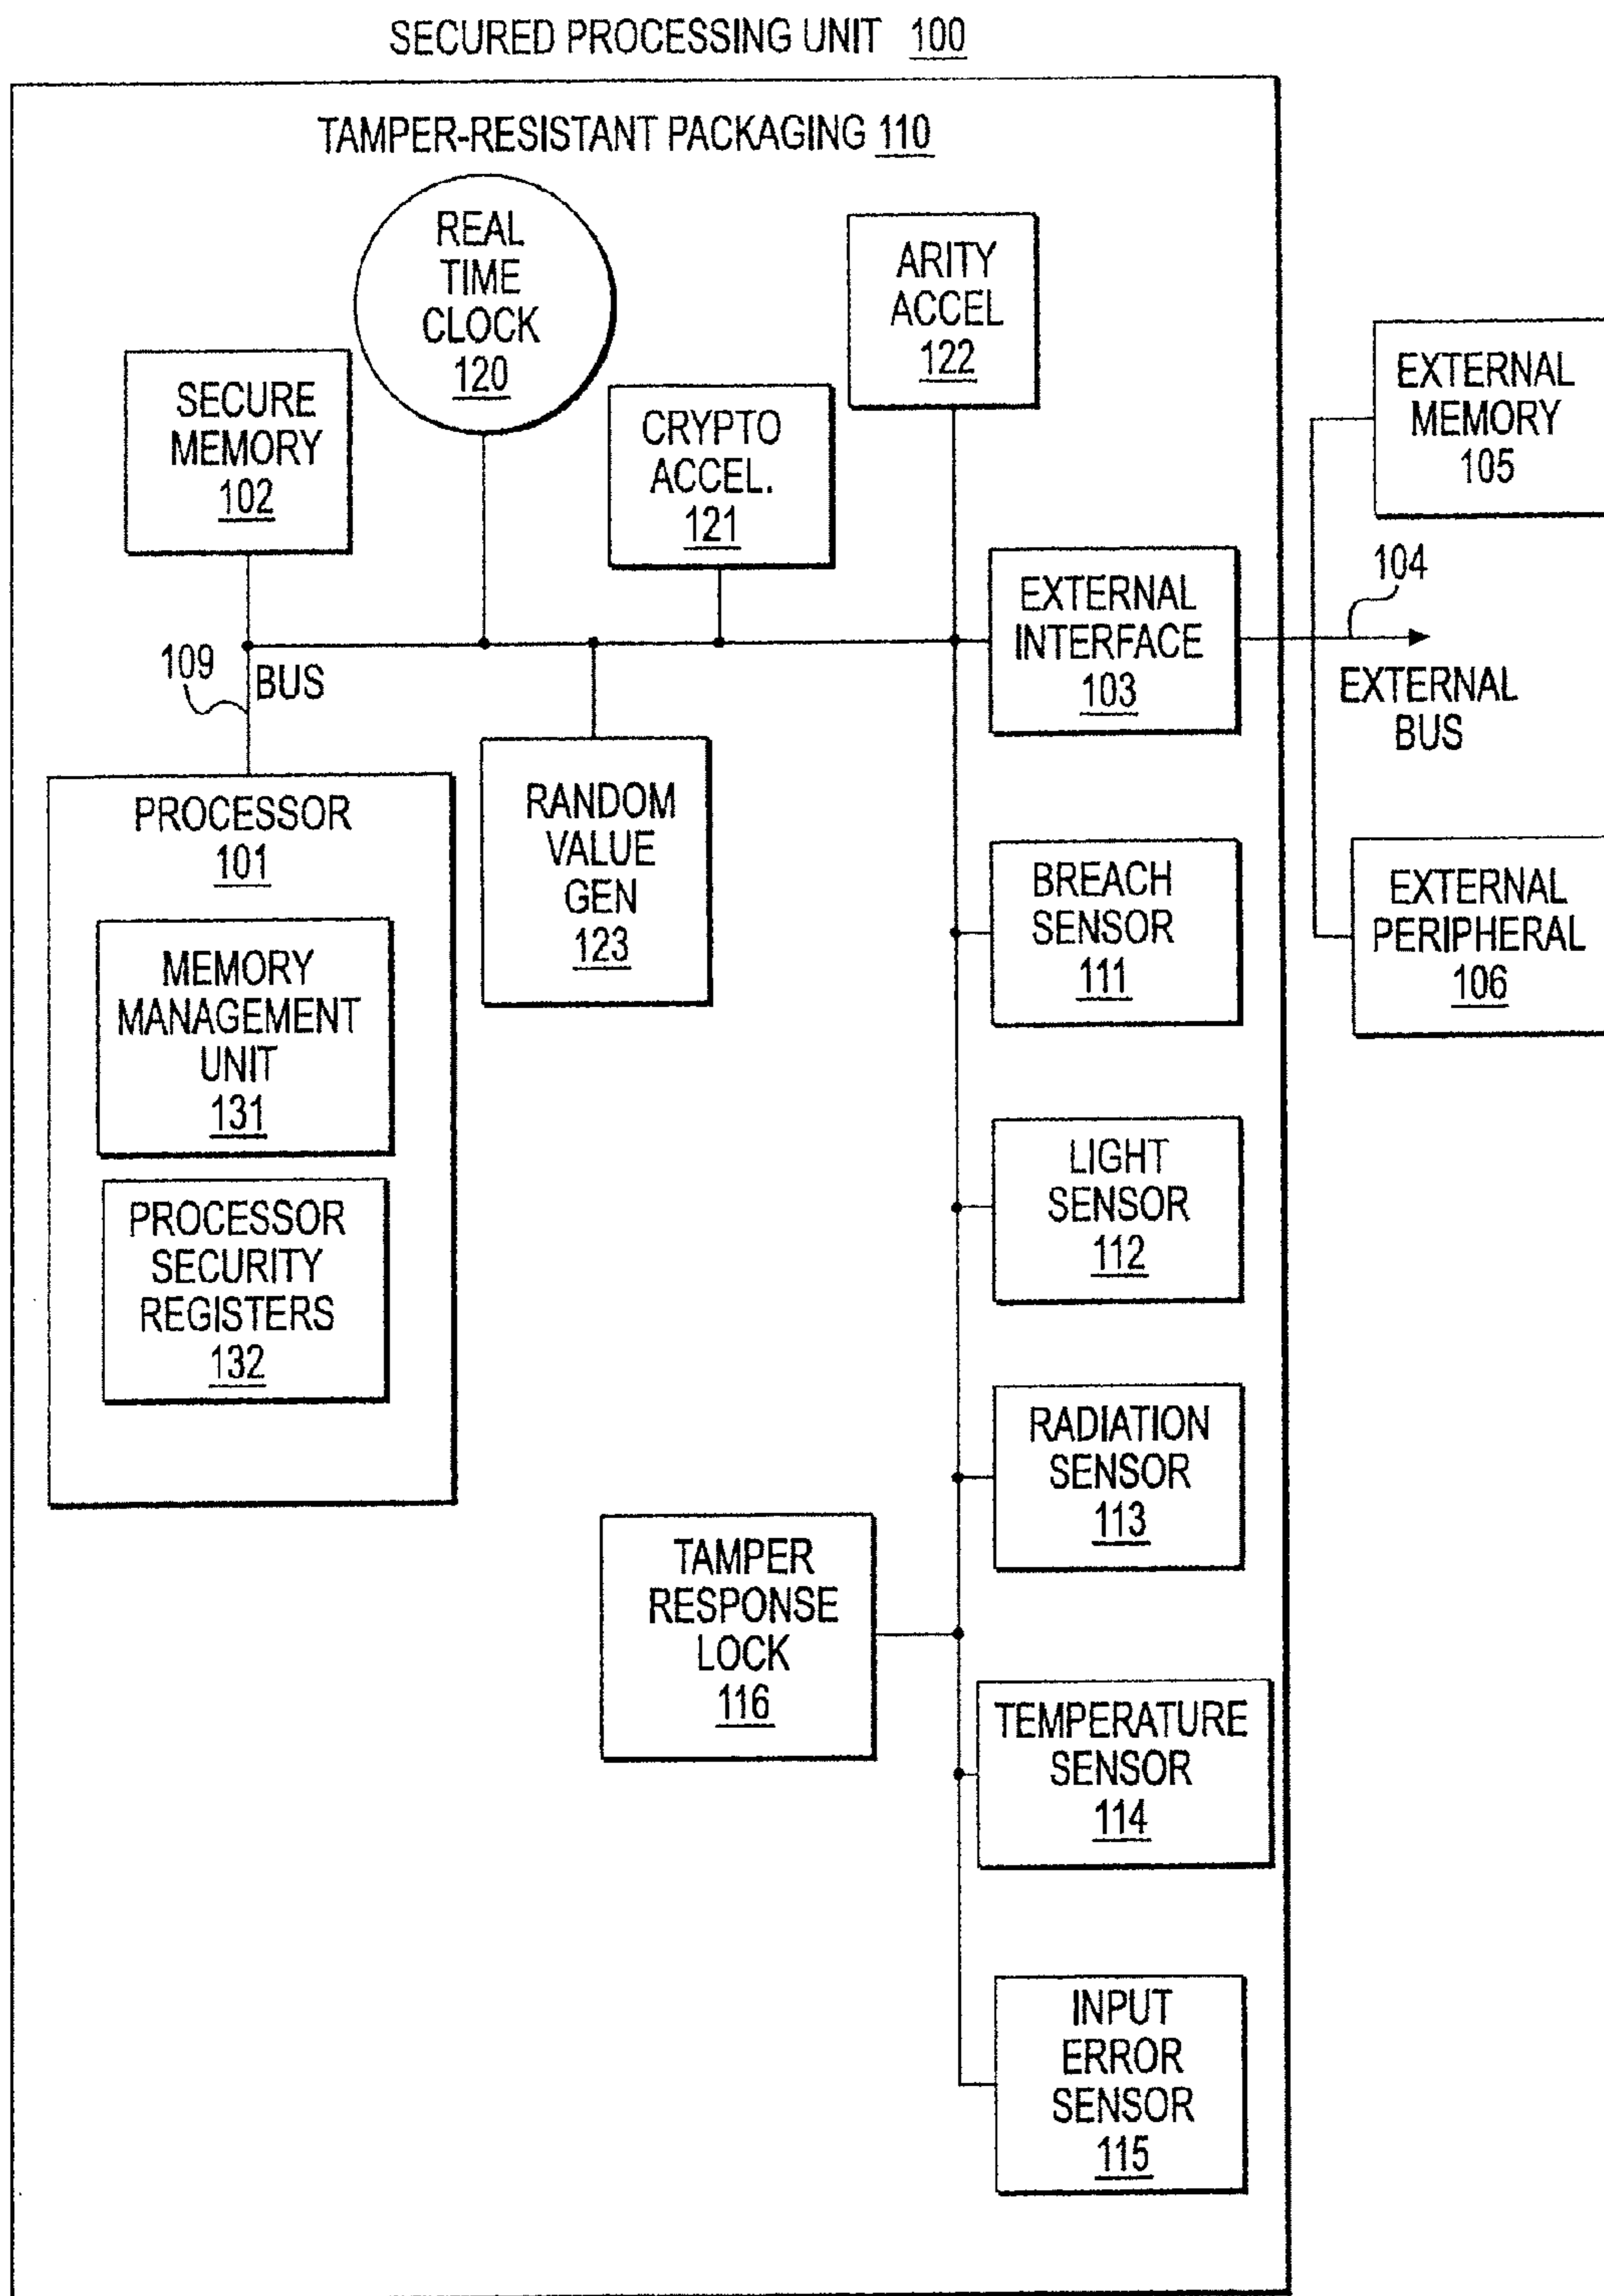 SECURED PROCESSING UNIT 100
TAMPER-RESISTANT PACKAGING 110
REAL
TIME
CLOCK
120
ARITY
ACCEL
122
SECURE
MEMORY
102
CRYPTO
ACCEL.
121
EXTERNAL
MEMORY
105
104
EXTERNAL
INTERFACE
103
EXTERNAL
BUS
109
BUS
PROCESSOR
101
MEMORY
MANAGEMENT
UNIT
131
PROCESSOR
SECURITY
REGISTERS
132
RANDOM
VALUE
GEN
123
BREACH
SENSOR
111
EXTERNAL
PERIPHERAL
106
LIGHT
SENSOR
112
RADIATION
SENSOR
113
TAMPER
RESPONSE
LOCK
116
TEMPERATURE
SENSOR
114
INPUT
ERROR
SENSOR
115